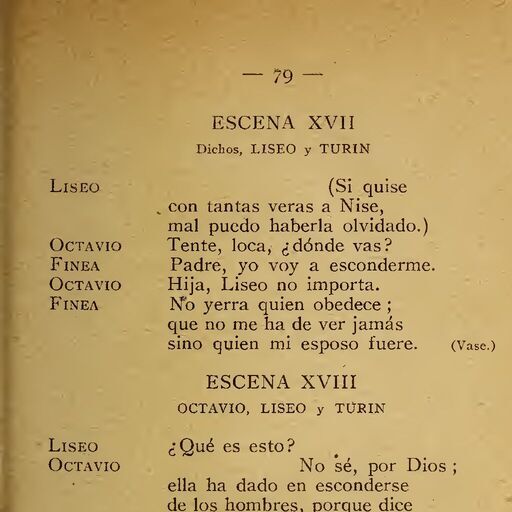 — 79 —
ESCENA XVII
Dichos, LISEO y TURIN
LISEO (Si quise
con tantas veras a Nise,
mal puedo haberla olvidado.)
OCTAVIO Tente, loca, ¿dónde vas?
FINEA Padre, yo voy a esconderme.
OCTAVIO Hija, Liseo no importa.
FINEA No yerra quien obedece;
que no me ha de ver jamás
sino quien mi esposo fuere. (Vase.)
ESCENA XVIII
OCTAVIO, LISEO y TURIN
LISEO ¿Qué es esto?
OCTAVIO No sé, por Dios;
ella ha dado en esconderse
de los hombres, porque dice